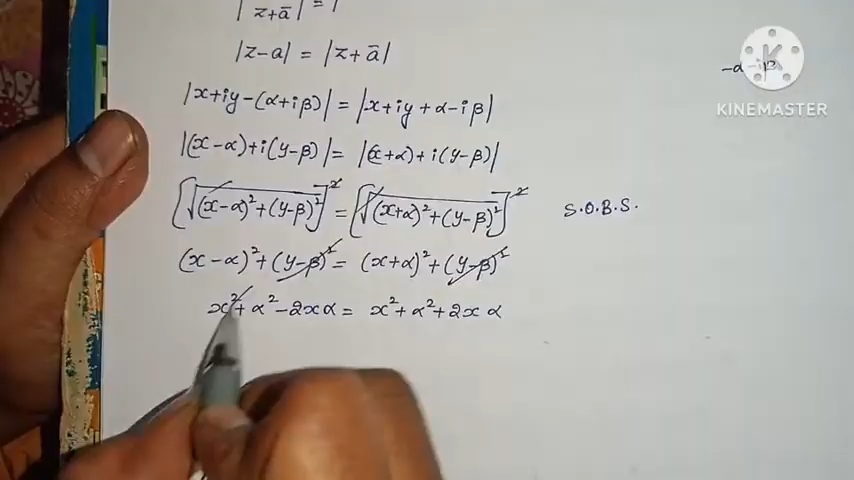 |z+ā| = 1
|z-a| = |z+ā|
|x+iy-(α+iβ)| = |x+iy+α-iβ|
|(x-α)+i(y-β)| = |(x+α)+i(y-β)|
[√(x-α)²+(y-β)²]² = [√(x+α)²+(y-β)²]² S.O.B.S.
(x-α)²+(y-β)² = (x+α)²+(y-β)²
x²+α²-2xα = x²+α²+2xα
K
KINEMASTER